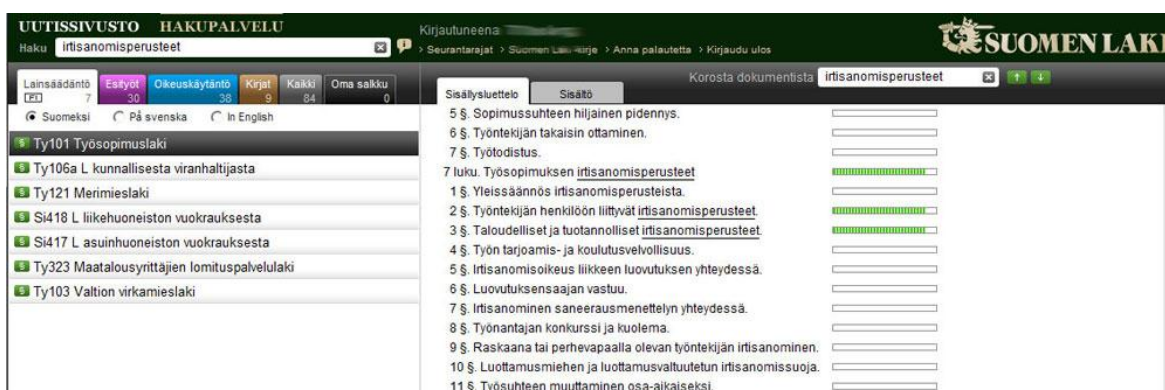 UUTISSIVUSTO HAKUPALVELU
Haku irtisanomisperusteet
Kirjautuneena
> Seurantarajat > Suomen Laki -kirje > Anna palautetta > Kirjaudu ulos
SUOMEN LAKI
Lainsäädäntö Esityöt Oikeuskäytäntö Kirjat Kaikki Oma salkku
FI 7 30 38 9 84 0
Suomeksi På svenska In English
Ty101 Työsopimuslaki
Ty106a L kunnallisesta viranhaltijasta
Ty121 Merimieslaki
Si418 L liikehuoneiston vuokrauksesta
Si417 L asuinhuoneiston vuokrauksesta
Ty323 Maatalousyrittäjien lomituspalvelulaki
Ty103 Valtion virkamieslaki
Korosta dokumentista irtisanomisperusteet
Sisällysluettelo Sisältö
5 §. Sopimussuhteen hiljainen pidennys.
6 §. Työntekijän takaisin ottaminen.
7 §. Työtodistus.
7 luku. Työsopimuksen irtisanomisperusteet
1 §. Yleissäännös irtisanomisperusteista.
2 §. Työntekijän henkilöön liittyvät irtisanomisperusteet.
3 §. Taloudelliset ja tuotannolliset irtisanomisperusteet.
4 §. Työn tarjoamis- ja koulutusvelvollisuus.
5 §. Irtisanomisoikeus liikkeen luovutuksen yhteydessä.
6 §. Luovutuksensaajan vastuu.
7 §. Irtisanominen saneerausmenettelyn yhteydessä.
8 §. Työnantajan konkurssi ja kuolema.
9 §. Raskaana tai perhevapaalla olevan työntekijän irtisanominen.
10 §. Luottamusmiehen ja luottamusvaltuutetun irtisanomissuoja.
11 §. Työsuhteen muuttaminen osa-aikaiseksi.